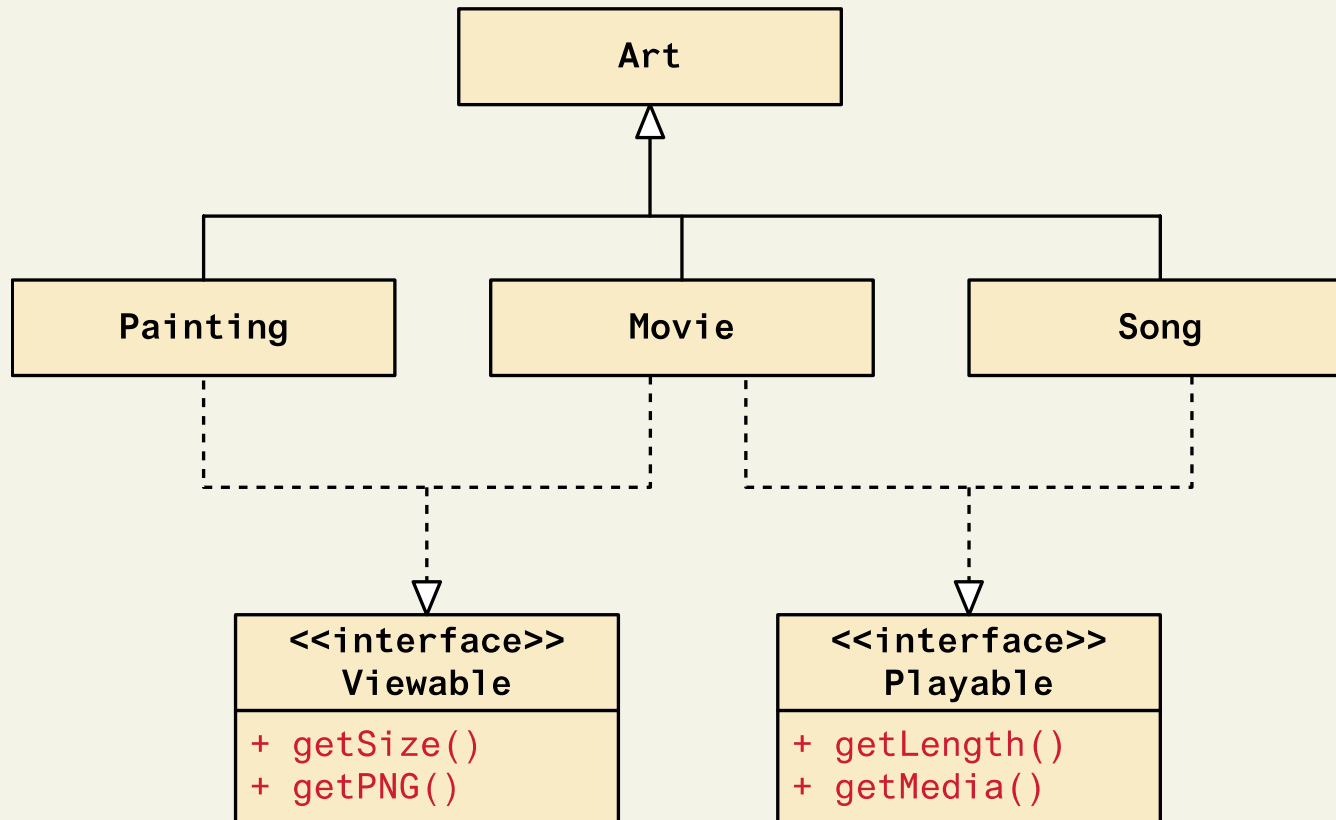 Art
Painting
Movie
Song
<<interface>>
Viewable
+ getSize()
+ getPNG()
<<interface>>
Playable
+ getLength()
+ getMedia()